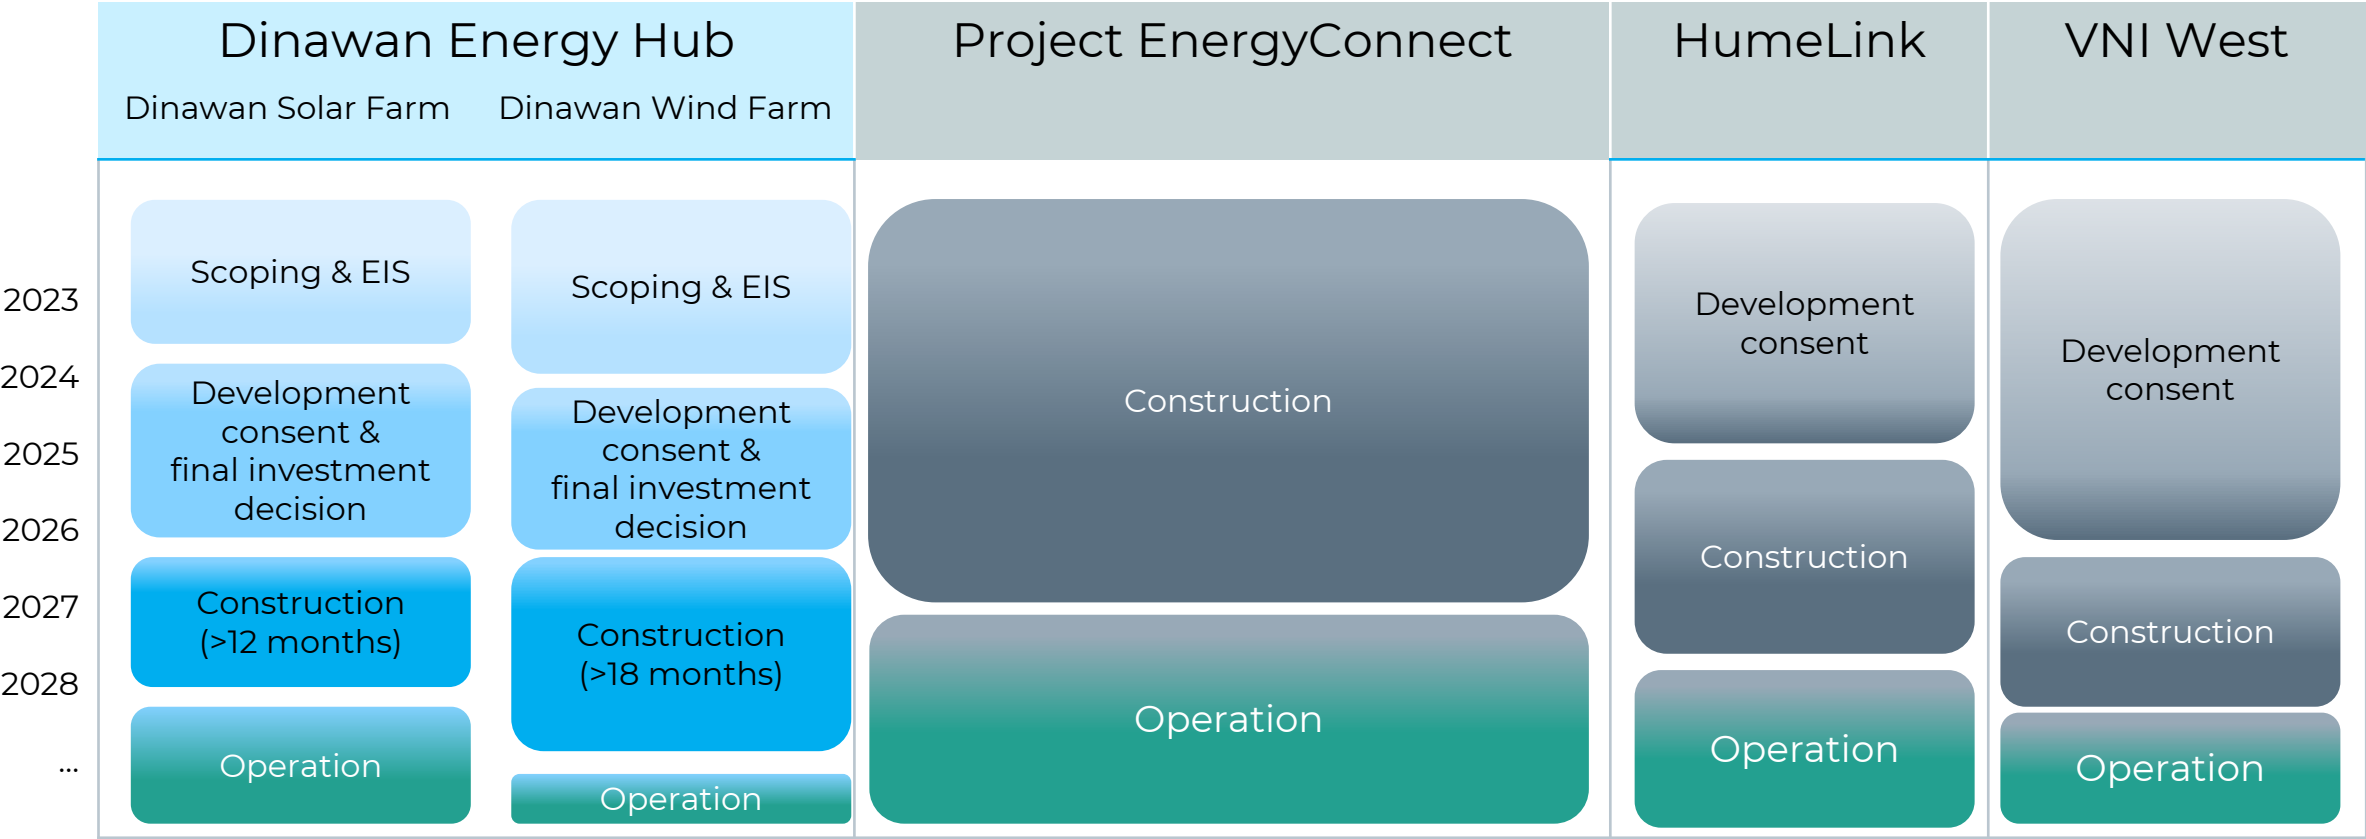 Dinawan Energy Hub
Project EnergyConnect
HumeLink
VNI West
Dinawan Solar Farm
Dinawan Wind Farm
2023
2024
2025
2026
2027
2028
...
Scoping & EIS
Development
consent &
final investment
decision
Construction
(>12 months)
Operation
Scoping & EIS
Development
consent &
final investment
decision
Construction
(>18 months)
Operation
Construction
Operation
Development
consent
Construction
Operation
Development
consent
Construction
Operation